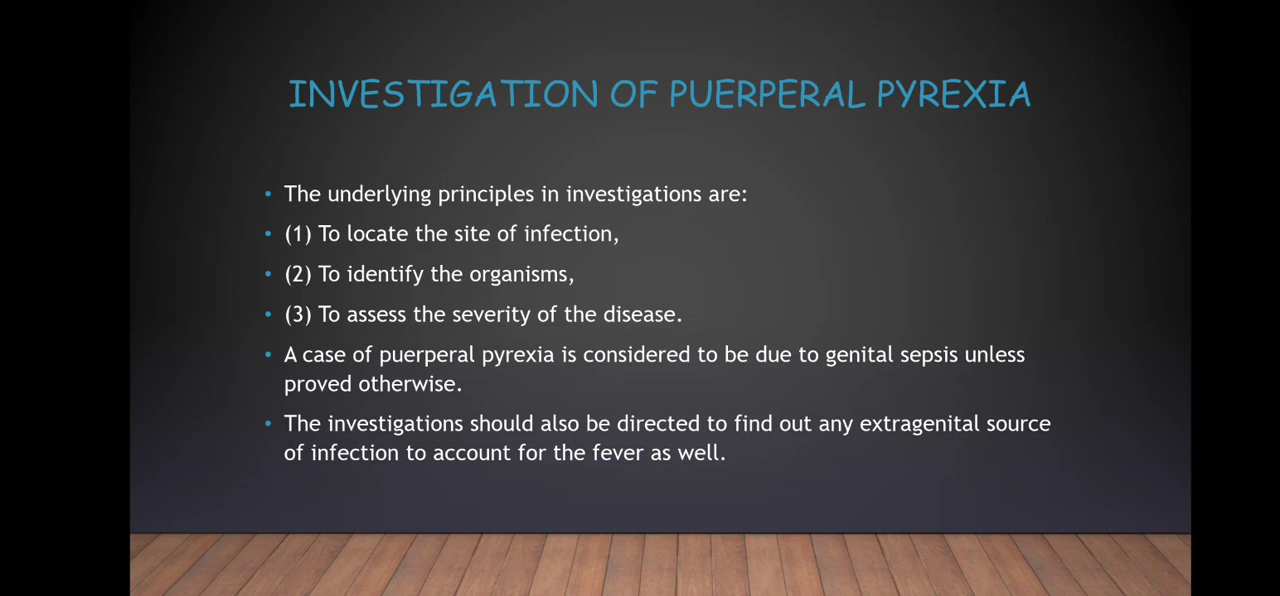 INVESTIGATION OF PUERPERAL PYREXIA
• The underlying principles in investigations are:
• (1) To locate the site of infection,
• (2) To identify the organisms,
• (3) To assess the severity of the disease.
• A case of puerperal pyrexia is considered to be due to genital sepsis unless
proved otherwise.
• The investigations should also be directed to find out any extragenital source
of infection to account for the fever as well.